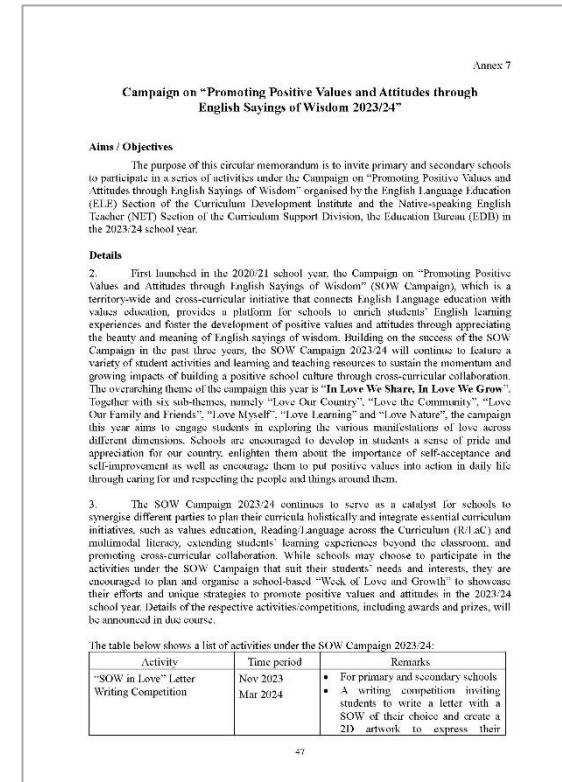 Annex 7
Campaign on “Promoting Positive Values and Attitudes through
English Sayings of Wisdom 2023/24”
Aims / Objectives
The purpose of this circular memorandum is to invite primary and secondary schools
to participate in a series of activities under the Campaign on “Promoting Positive Values and
Attitudes through English Sayings of Wisdom” organised by the English Language Education
(ELE) Section of the Curriculum Development Institute and the Native-speaking English
Teacher (NET) Section of the Curriculum Support Division, the Education Bureau (EDB) in
the 2023/24 school year.
Details
2. First launched in the 2020/21 school year, the Campaign on “Promoting Positive
Values and Attitudes through English Sayings of Wisdom” (SOW Campaign), which is a
territory-wide and cross-curricular initiative that connects English Language education with
values education, provides a platform for schools to enrich students’ English learning
experiences and foster the development of positive values and attitudes through appreciating
the beauty and meaning of English sayings of wisdom. Building on the success of the SOW
Campaign in the past three years, the SOW Campaign 2023/24 will continue to feature a
variety of student activities and learning and teaching resources to sustain the momentum and
growing impacts of building a positive school culture through cross-curricular collaboration.
The overarching theme of the campaign this year is “In Love We Share, In Love We Grow”.
Together with six sub-themes, namely “Love Our Country”, “Love the Community”, “Love
Our Family and Friends”, “Love Myself”, “Love Learning” and “Love Nature”, the campaign
this year aims to engage students in exploring the various manifestations of love across
different dimensions. Schools are encouraged to develop in students a sense of pride and
appreciation for our country, enlighten them about the importance of self-acceptance and
self-improvement as well as encourage them to put positive values into action in daily life
through caring for and respecting the people and things around them.
3. The SOW Campaign 2023/24 continues to serve as a catalyst for schools to
synergise different parties to plan their curricula holistically and integrate essential curriculum
initiatives, such as values education, Reading/Language across the Curriculum (R/LaC) and
multimodal literacy, extending students’ learning experiences beyond the classroom, and
promoting cross-curricular collaboration. While schools may choose to participate in the
activities under the SOW Campaign that suit their students’ needs and interests, they are
encouraged to plan and organise a school-based “Week of Love and Growth” to showcase
their efforts and unique strategies to promote positive values and attitudes in the 2023/24
school year. Details of the respective activities/competitions, including awards and prizes, will
be announced in due course.
The table below shows a list of activities under the SOW Campaign 2023/24:
Activity Time period Remarks
“SOW in Love” Letter Nov 2023 • For primary and secondary schools
Writing Competition Mar 2024 • A writing competition inviting
students to write a letter with a
SOW of their choice and create a
2D artwork to express their
47